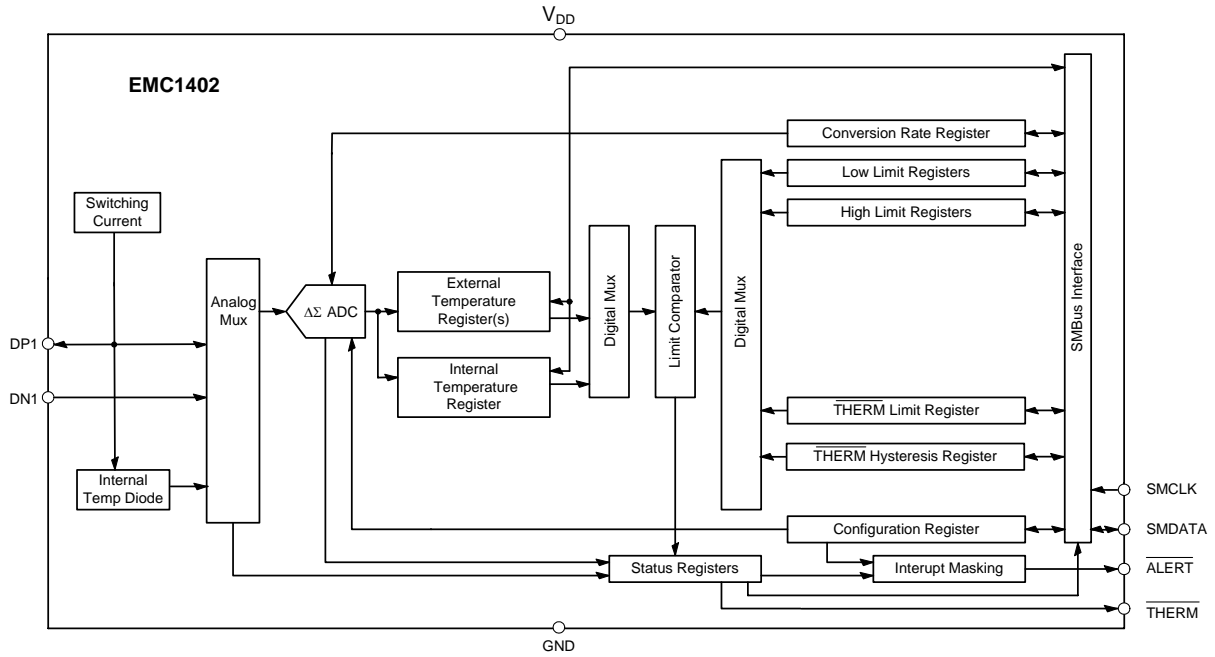 V_DD
EMC1402
Conversion Rate Register
Low Limit Registers
High Limit Registers
Switching
Current
Analog
Mux
ΔΣ ADC
External
Temperature
Register(s)
Internal
Temperature
Register
Digital Mux
Limit Comparator
Digital Mux
SMBus Interface
DP1
DN1
Internal
Temp Diode
THERM Limit Register
THERM Hysteresis Register
Configuration Register
Status Registers
Interupt Masking
SMCLK
SMDATA
ALERT
THERM
GND